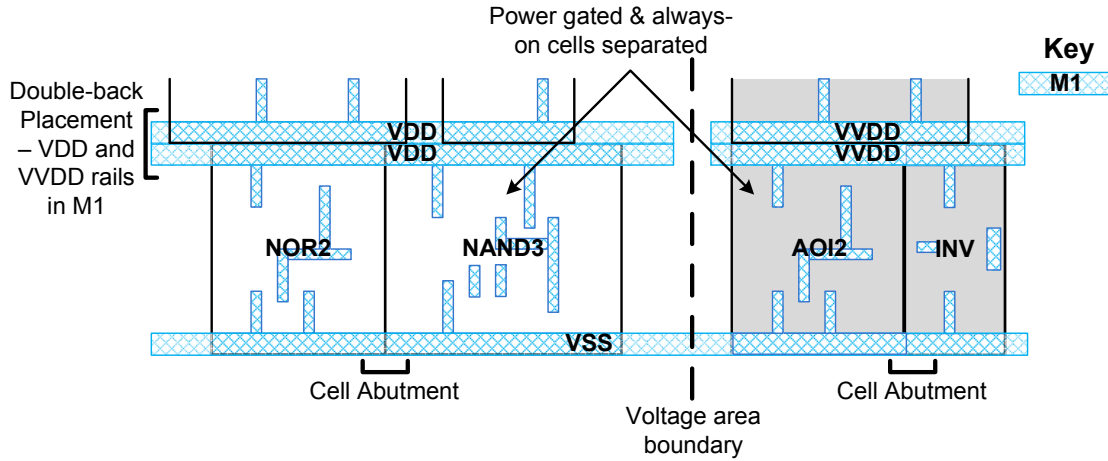 Power gated & always-
on cells separated
Key
M1
Double-back
Placement
– VDD and
VVDD rails
in M1
VDD
VDD
VVDD
VVDD
NOR2
NAND3
AOI2
INV
VSS
Cell Abutment
Cell Abutment
Voltage area
boundary